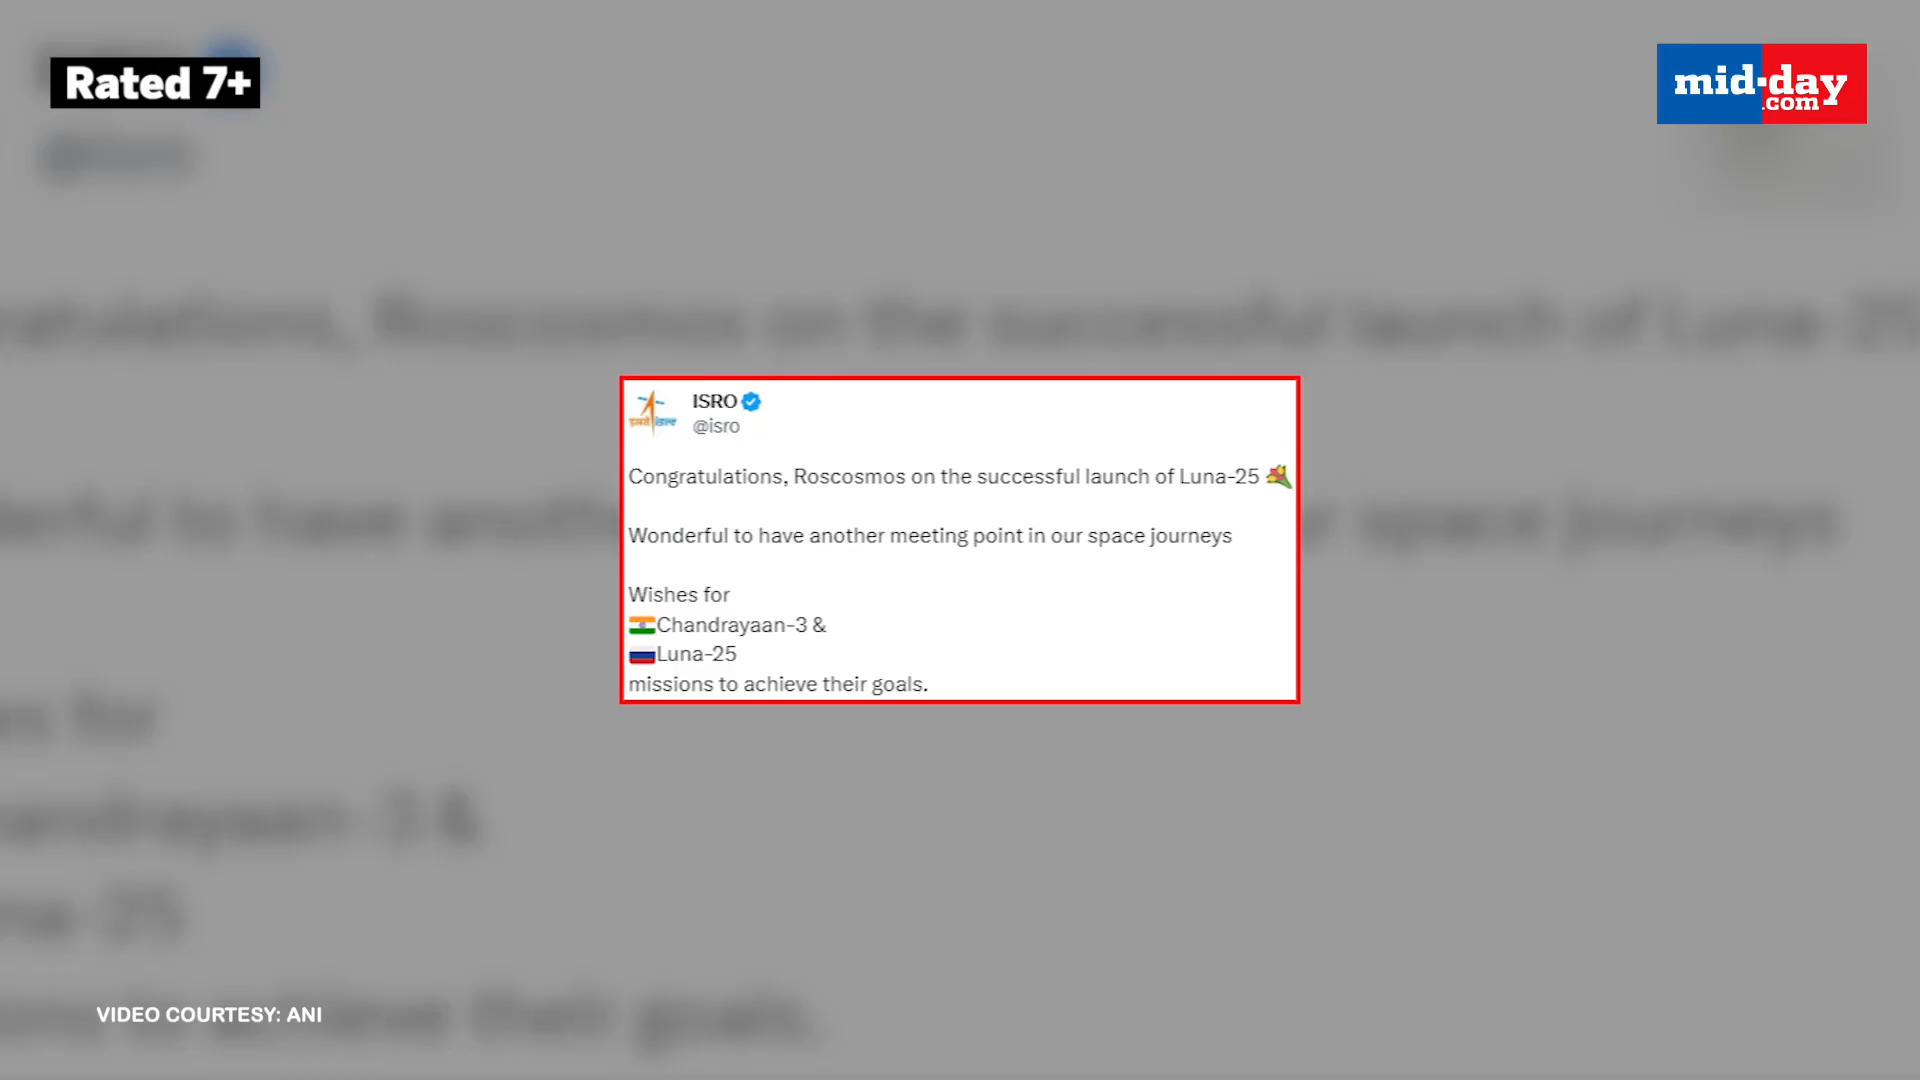 Rated 7+
mid-day
.com
ISRO
@isro
इसरो isro
Congratulations, Roscosmos on the successful launch of Luna-25 💐
Wonderful to have another meeting point in our space journeys
Wishes for
🇮🇳Chandrayaan-3 &
🇷🇺Luna-25
missions to achieve their goals.
VIDEO COURTESY: ANI